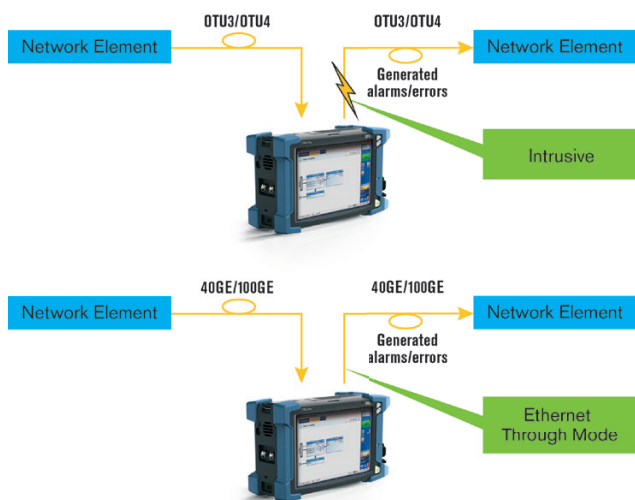 OTU3/OTU4
OTU3/OTU4
Network Element
Network Element
Generated
alarms/errors
Intrusive
40GE/100GE
40GE/100GE
Network Element
Network Element
Generated
alarms/errors
Ethernet
Through Mode